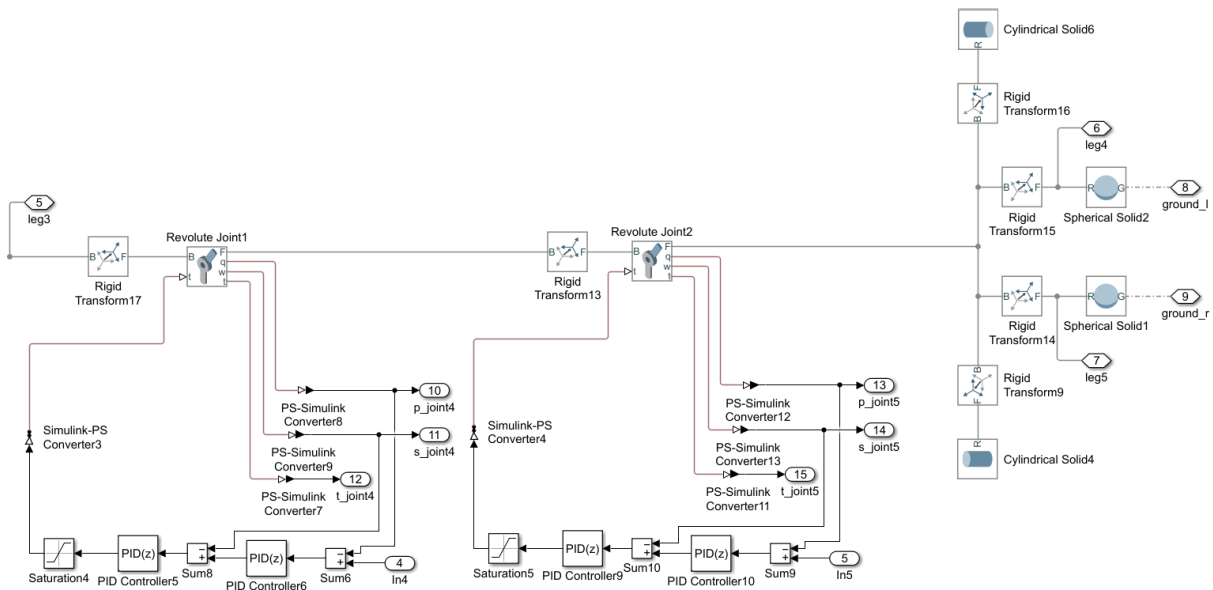 R
Cylindrical Solid6
F
B
Rigid
Transform16
6
leg4
5
leg3
B
F
Rigid
Transform15
R
G
Spherical Solid2
8
ground_l
B
F
Rigid
Transform17
Revolute Joint1
B
t
F
q
w
t
B
F
Rigid
Transform13
Revolute Joint2
B
t
F
q
w
t
B
F
Rigid
Transform14
R
G
Spherical Solid1
9
ground_r
7
leg5
B
F
Rigid
Transform9
R
Cylindrical Solid4
10
p_joint4
PS-Simulink
Converter8
11
s_joint4
PS-Simulink
Converter9
12
t_joint4
PS-Simulink
Converter7
Simulink-PS
Converter3
13
p_joint5
PS-Simulink
Converter12
14
s_joint5
PS-Simulink
Converter13
15
t_joint5
PS-Simulink
Converter11
Simulink-PS
Converter4
Saturation4
PID(z)
PID Controller5
−
+
Sum8
PID(z)
PID Controller6
−
+
Sum6
4
In4
Saturation5
PID(z)
PID Controller9
−
+
Sum10
PID(z)
PID Controller10
−
+
Sum9
5
In5